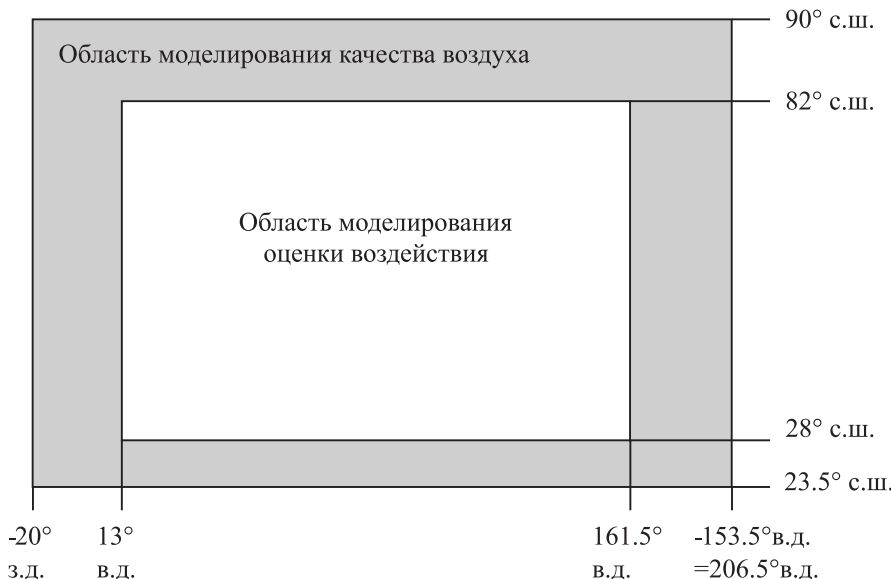 90° с.ш.
Область моделирования качества воздуха
82° с.ш.
Область моделирования
оценки воздействия
28° с.ш.
23.5° с.ш.
-20° 13° 161.5° -153.5°в.д.
з.д. в.д. в.д. =206.5°в.д.